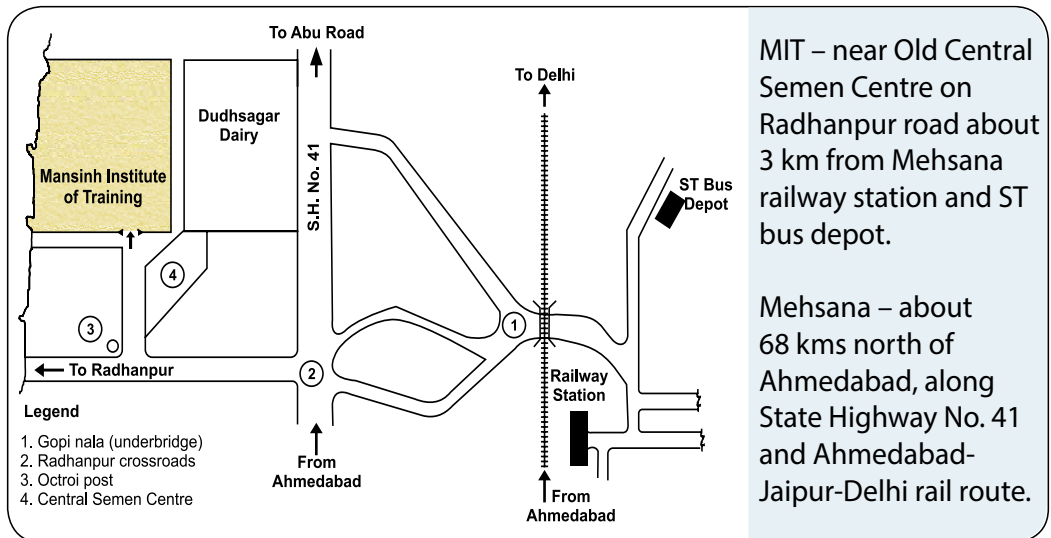 To Abu Road
To Delhi
Dudhsagar
Dairy
S.H. No. 41
Mansinh Institute
of Training
ST Bus
Depot
4
3
1
2
To Radhanpur
Railway
Station
Legend
1. Gopi nala (underbridge)
2. Radhanpur crossroads
3. Octroi post
4. Central Semen Centre
From
Ahmedabad
From
Ahmedabad
MIT – near Old Central
Semen Centre on
Radhanpur road about
3 km from Mehsana
railway station and ST
bus depot.
Mehsana – about
68 kms north of
Ahmedabad, along
State Highway No. 41
and Ahmedabad-
Jaipur-Delhi rail route.